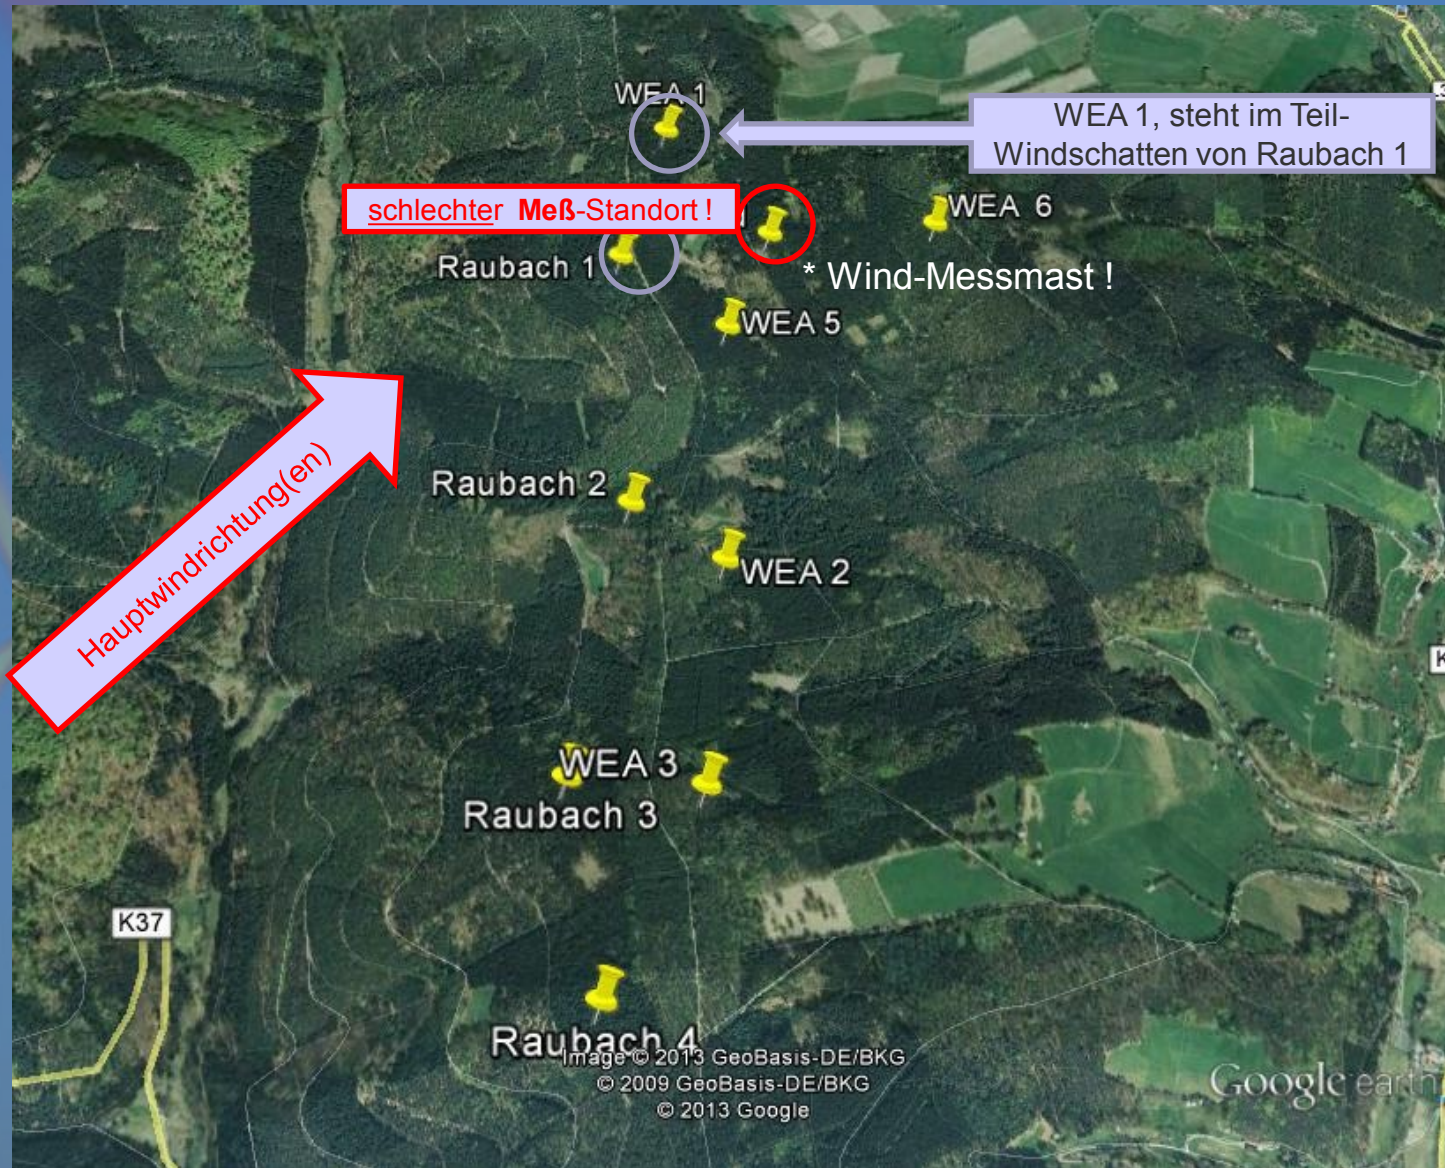 WEA 1
WEA 1, steht im Teil-
Windschatten von Raubach 1
schlechter Meß-Standort !
WEA 6
Raubach 1
* Wind-Messmast !
WEA 5
Hauptwindrichtung(en)
Raubach 2
WEA 2
WEA 3
Raubach 3
K37
Raubach 4
Image © 2013 GeoBasis-DE/BKG
© 2009 GeoBasis-DE/BKG
© 2013 Google
Google earth